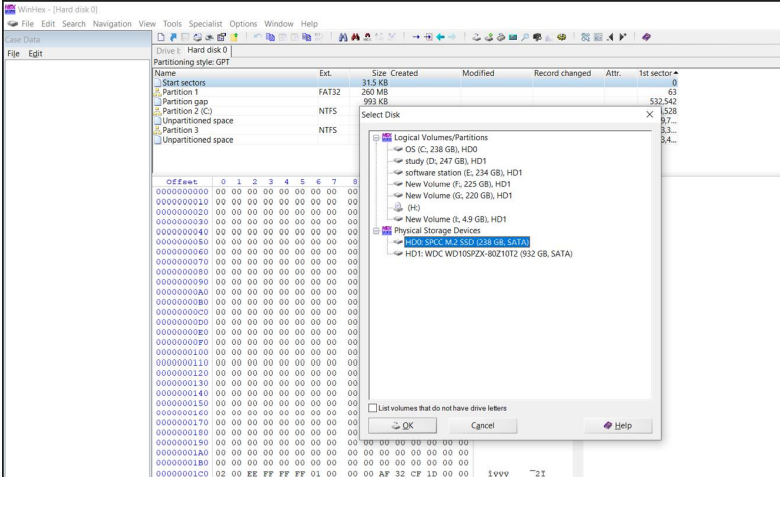 WinHex - [Hard disk 0]
File Edit Search Navigation View Tools Specialist Options Window Help
Case Data
File Edit
Drive I: Hard disk 0
Partitioning style: GPT
Name Ext. Size Created Modified Record changed Attr. 1st sector
Start sectors 31.5 KB 0
Partition 1 FAT32 260 MB 63
Partition gap 993 KB 532,542
Partition 2 (C:) NTFS ,528
Unpartitioned space 9,7...
Partition 3 NTFS 3,3...
Unpartitioned space 3,4...
Select Disk
Logical Volumes/Partitions
OS (C:, 238 GB), HD0
study (D:, 247 GB), HD1
software station (E:, 234 GB), HD1
New Volume (F:, 225 GB), HD1
New Volume (G:, 220 GB), HD1
(H:)
New Volume (I:, 4.9 GB), HD1
Physical Storage Devices
HD0: SPCC M.2 SSD (238 GB, SATA)
HD1: WDC WD10SPZX-80Z10T2 (932 GB, SATA)
List volumes that do not have drive letters
OK Cancel Help
Offset 0 1 2 3 4 5 6 7 8
0000000000 00 00 00 00 00 00 00 00 00
0000000010 00 00 00 00 00 00 00 00 00
0000000020 00 00 00 00 00 00 00 00 00
0000000030 00 00 00 00 00 00 00 00 00
0000000040 00 00 00 00 00 00 00 00 00
0000000050 00 00 00 00 00 00 00 00 00
0000000060 00 00 00 00 00 00 00 00 00
0000000070 00 00 00 00 00 00 00 00 00
0000000080 00 00 00 00 00 00 00 00 00
0000000090 00 00 00 00 00 00 00 00 00
00000000A0 00 00 00 00 00 00 00 00 00
00000000B0 00 00 00 00 00 00 00 00 00
00000000C0 00 00 00 00 00 00 00 00 00
00000000D0 00 00 00 00 00 00 00 00 00
00000000E0 00 00 00 00 00 00 00 00 00
00000000F0 00 00 00 00 00 00 00 00 00
0000000100 00 00 00 00 00 00 00 00 00
0000000110 00 00 00 00 00 00 00 00 00
0000000120 00 00 00 00 00 00 00 00 00
0000000130 00 00 00 00 00 00 00 00 00
0000000140 00 00 00 00 00 00 00 00 00
0000000150 00 00 00 00 00 00 00 00 00
0000000160 00 00 00 00 00 00 00 00 00
0000000170 00 00 00 00 00 00 00 00 00
0000000180 00 00 00 00 00 00 00 00 00
0000000190 00 00 00 00 00 00 00 00 00 00 00 00 00 00 00 00
00000001A0 00 00 00 00 00 00 00 00 00 00 00 00 00 00 00 00
00000001B0 00 00 00 00 00 00 00 00 00 00 00 00 00 00 00 00
00000001C0 02 00 EE FF FF FF 01 00 00 00 AF 32 CF 1D 00 00 îÿÿÿ ¯2Ï